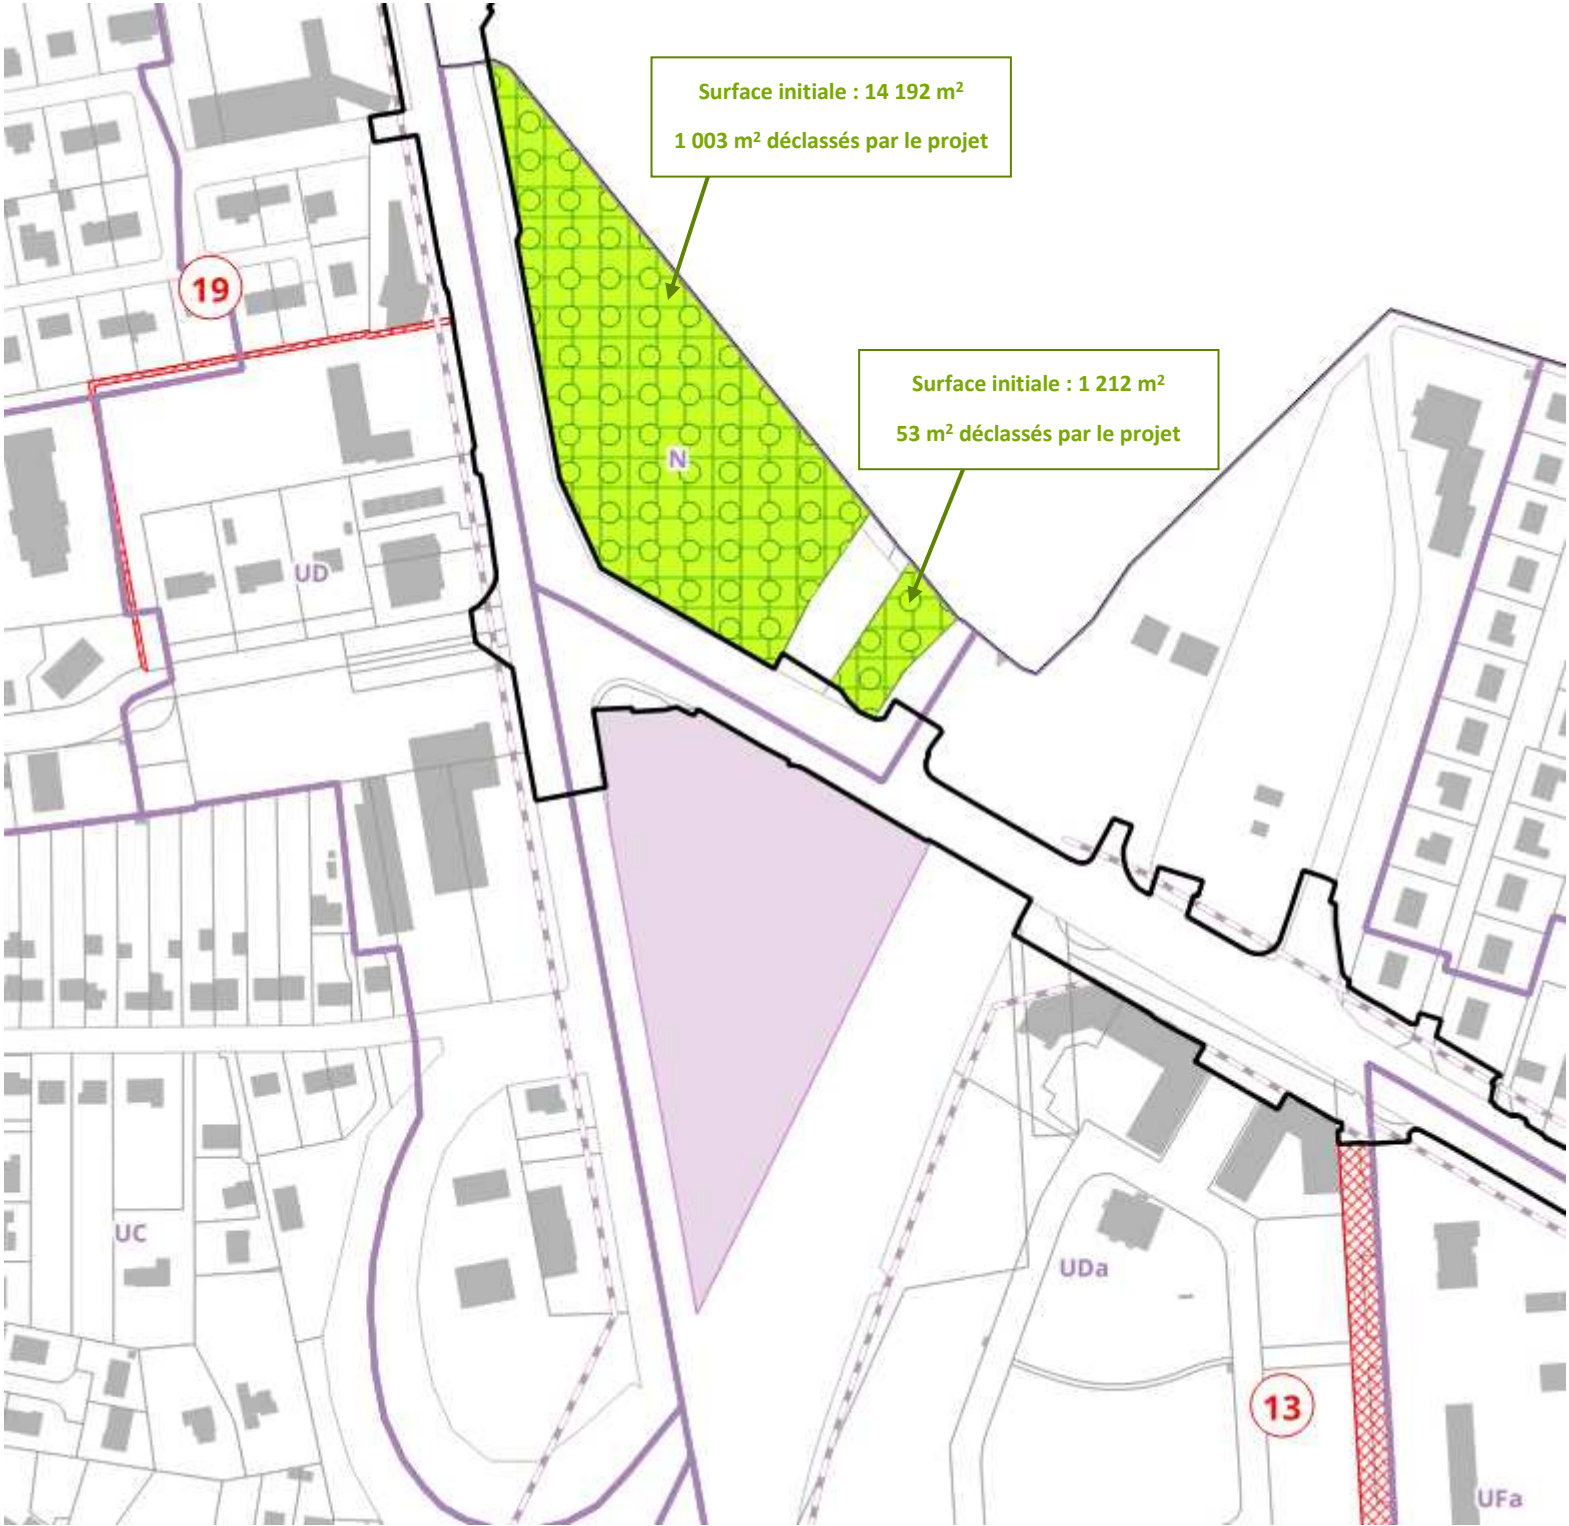 Surface initiale : 14 192 m²
1 003 m² déclassés par le projet
19
Surface initiale : 1 212 m²
53 m² déclassés par le projet
N
UD
UC
UDa
13
UFa